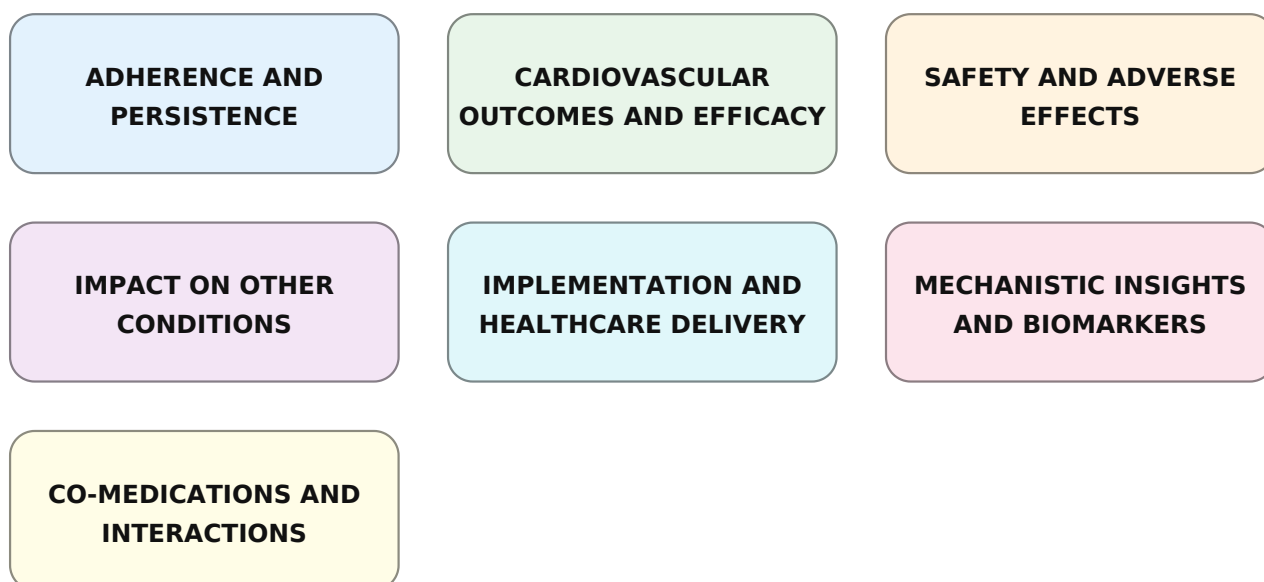 ADHERENCE AND
PERSISTENCE
CARDIOVASCULAR
OUTCOMES AND EFFICACY
SAFETY AND ADVERSE
EFFECTS
IMPACT ON OTHER
CONDITIONS
IMPLEMENTATION AND
HEALTHCARE DELIVERY
MECHANISTIC INSIGHTS
AND BIOMARKERS
CO-MEDICATIONS AND
INTERACTIONS